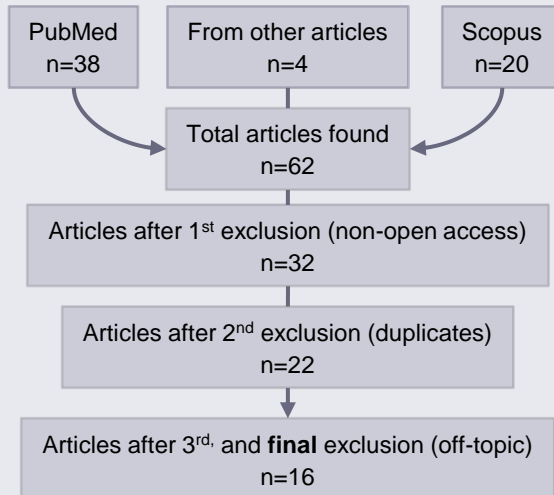 PubMed
n=38
From other articles
n=4
Scopus
n=20
Total articles found
n=62
Articles after 1st exclusion (non-open access)
n=32
Articles after 2nd exclusion (duplicates)
n=22
Articles after 3rd, and final exclusion (off-topic)
n=16